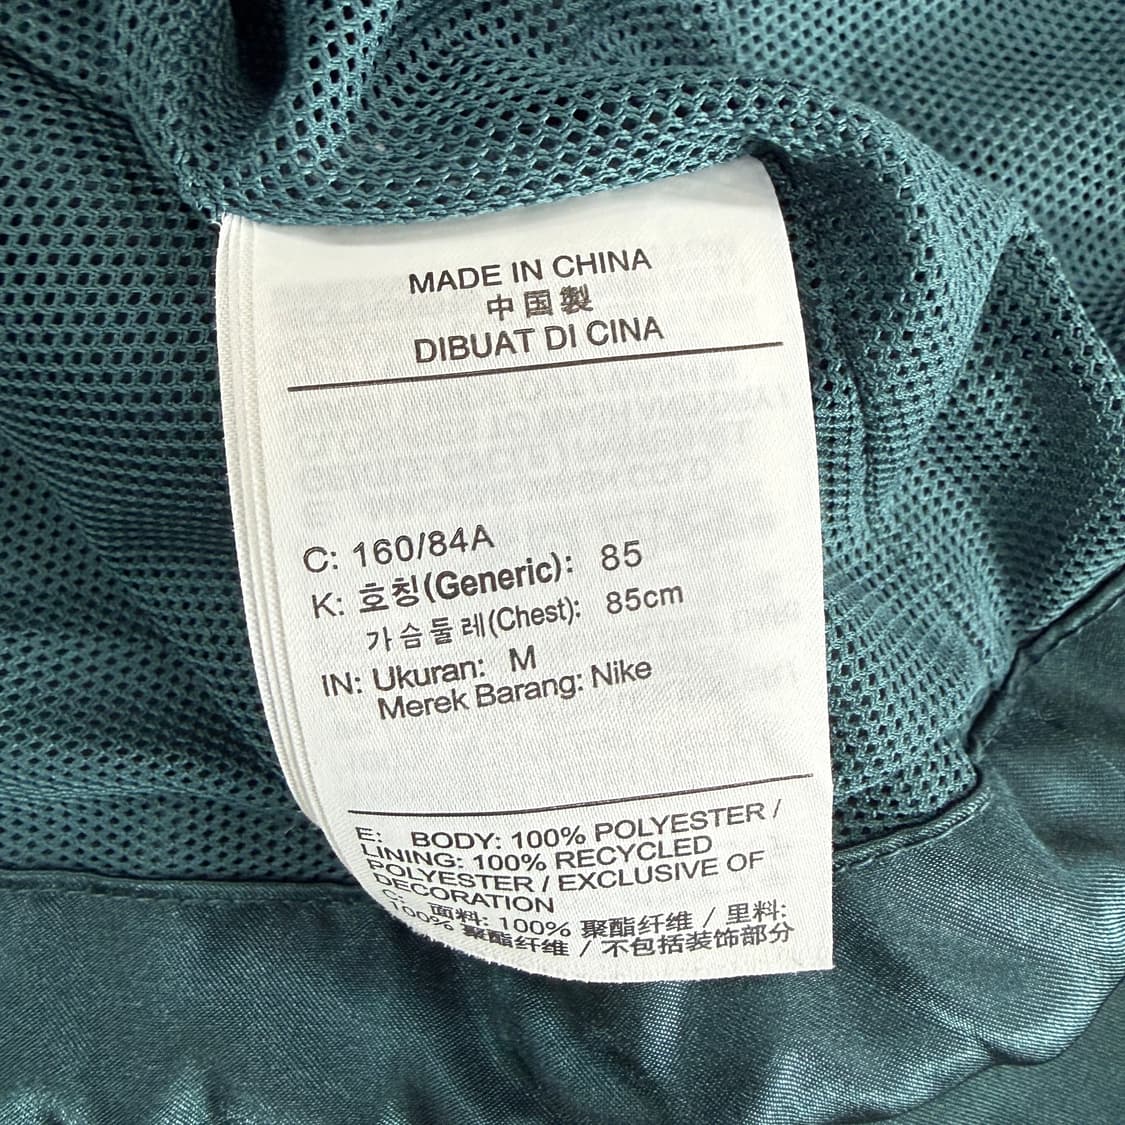 MADE IN CHINA
中国製
DIBUAT DI CINA
C: 160/84A
K: 호칭(Generic): 85
가슴둘레(Chest): 85cm
IN: Ukuran: M
Merek Barang: Nike
E: BODY: 100% POLYESTER /
LINING: 100% RECYCLED
POLYESTER / EXCLUSIVE OF
DECORATION
C: 面料: 100% 聚酯纤维 / 里料:
100% 聚酯纤维 / 不包括装饰部分